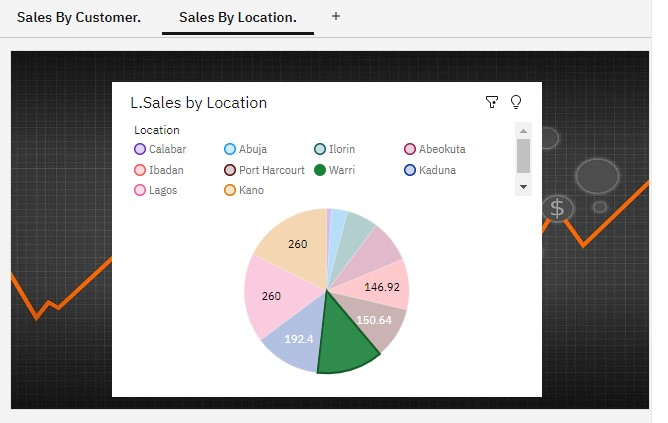 Sales By Customer. Sales By Location. +
L.Sales by Location
Location
Calabar Abuja Ilorin Abeokuta
Ibadan Port Harcourt Warri Kaduna
Lagos Kano
$
260
146.92
260
150.64
192.4